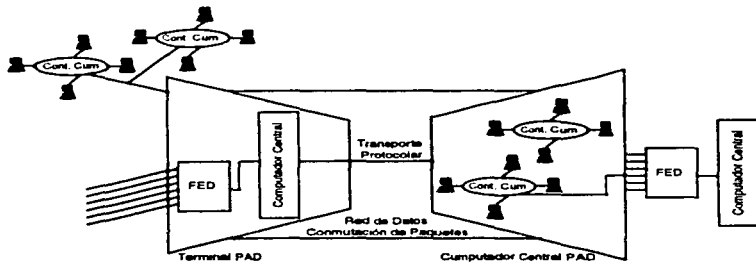 Cont. Cum
Cont. Cum
Computador Central
Transporte
Protocolar
Cont. Cum
Cont. Cum
FED
FED
Computador Central
Red de Datos
Conmutación de Paquetes
Terminal PAD
Cumputador Central PAD